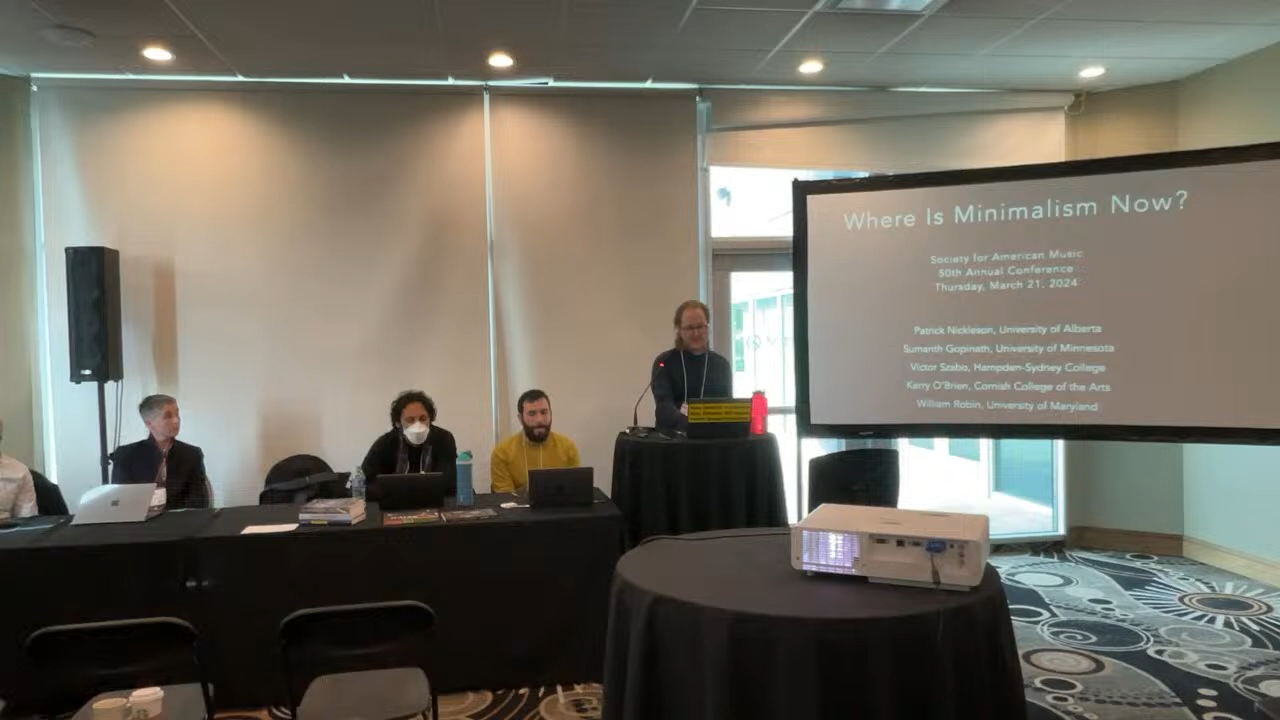 Where Is Minimalism Now?
Society for American Music
50th Annual Conference
Thursday, March 21, 2024
Patrick Nickleson, University of Alberta
Sumanth Gopinath, University of Minnesota
Victor Szabo, Hampden-Sydney College
Kerry O'Brien, Cornish College of the Arts
William Robin, University of Maryland